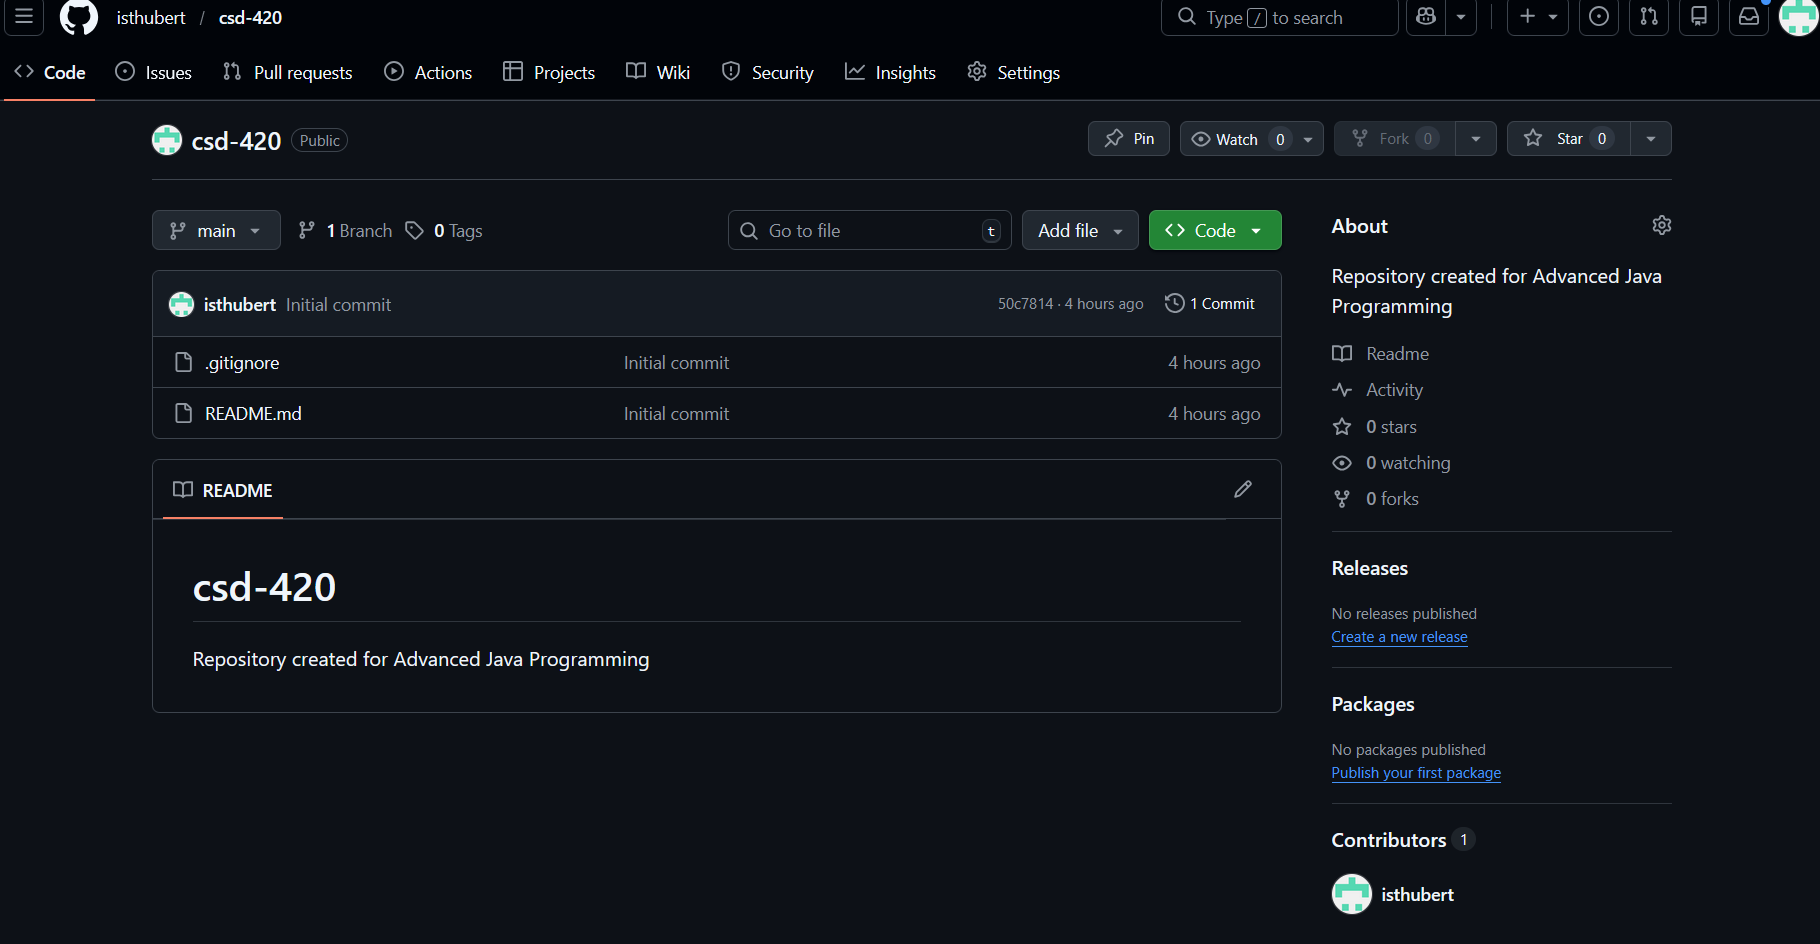 isthubert / csd-420
Type / to search
Code Issues Pull requests Actions Projects Wiki Security Insights Settings
csd-420 Public
Pin Watch 0 Fork 0 Star 0
main 1 Branch 0 Tags
Go to file t Add file Code
isthubert Initial commit 50c7814 · 4 hours ago 1 Commit
.gitignore Initial commit 4 hours ago
README.md Initial commit 4 hours ago
README
csd-420
Repository created for Advanced Java Programming
About
Repository created for Advanced Java
Programming
Readme
Activity
0 stars
0 watching
0 forks
Releases
No releases published
Create a new release
Packages
No packages published
Publish your first package
Contributors 1
isthubert